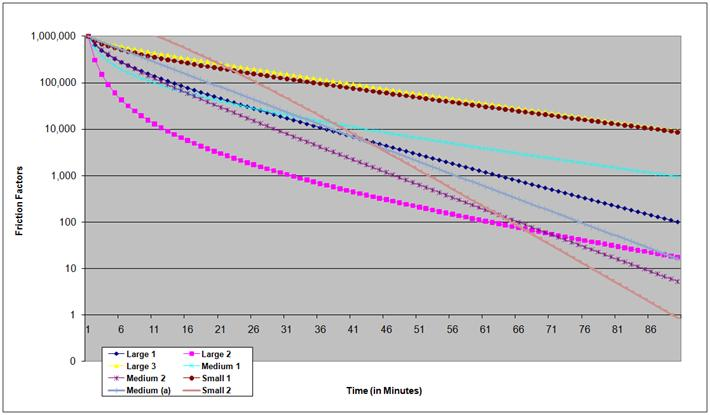 1,000,000
100,000
10,000
1,000
100
10
1
0
Friction Factors
1 6 11 16 21 26 31 36 41 46 51 56 61 66 71 76 81 86
Time (in Minutes)
Large 1 Large 2
Large 3 Medium 1
Medium 2 Small 1
Medium (a) Small 2